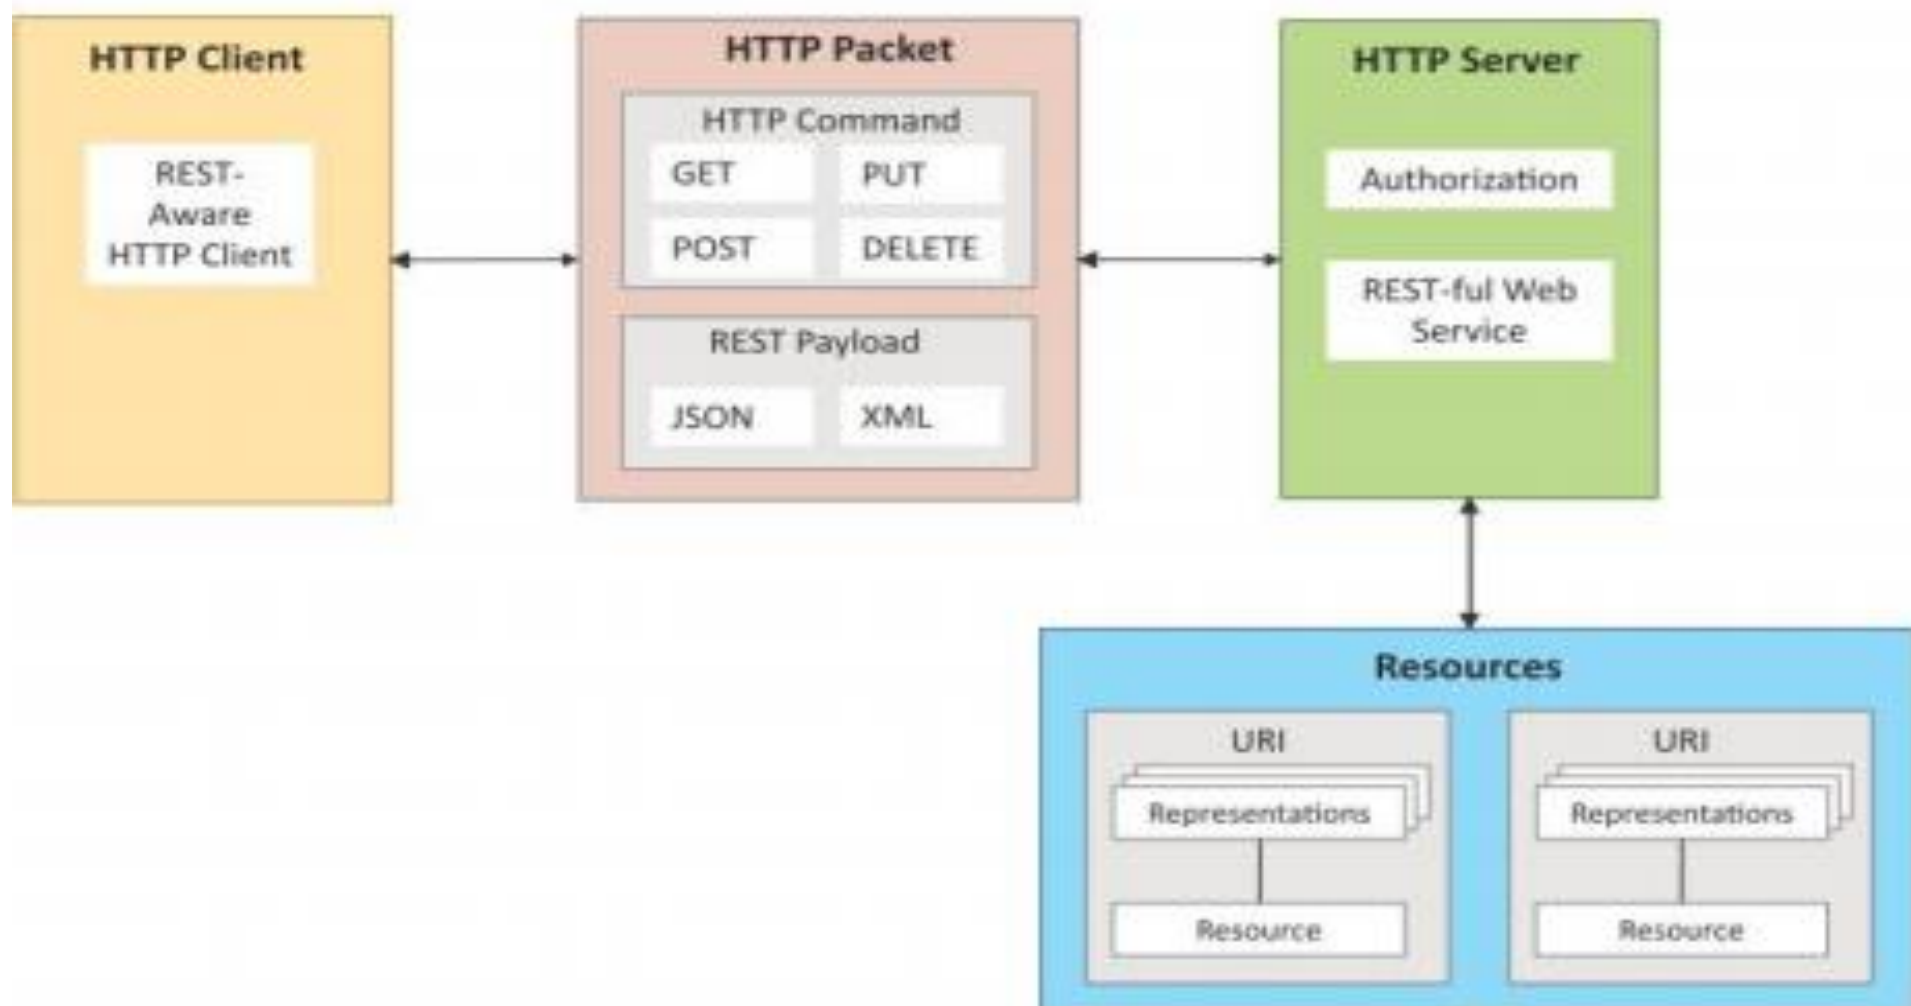 HTTP Client
REST-
Aware
HTTP Client
HTTP Packet
HTTP Command
GET
PUT
POST
DELETE
REST Payload
JSON
XML
HTTP Server
Authorization
REST-ful Web
Service
Resources
URI
Representations
Resource
URI
Representations
Resource